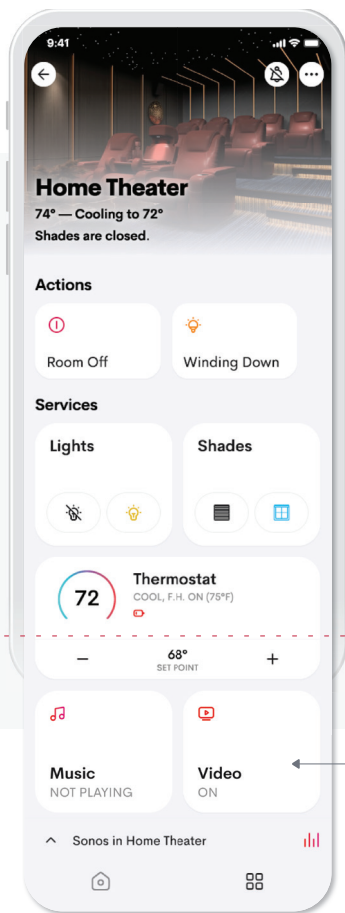 9:41
Home Theater
74° — Cooling to 72°
Shades are closed.
Actions
Room Off
Winding Down
Services
Lights
Shades
72
Thermostat
COOL, F.H. ON (75°F)
− 68° +
SET POINT
Music
NOT PLAYING
Video
ON
Sonos in Home Theater